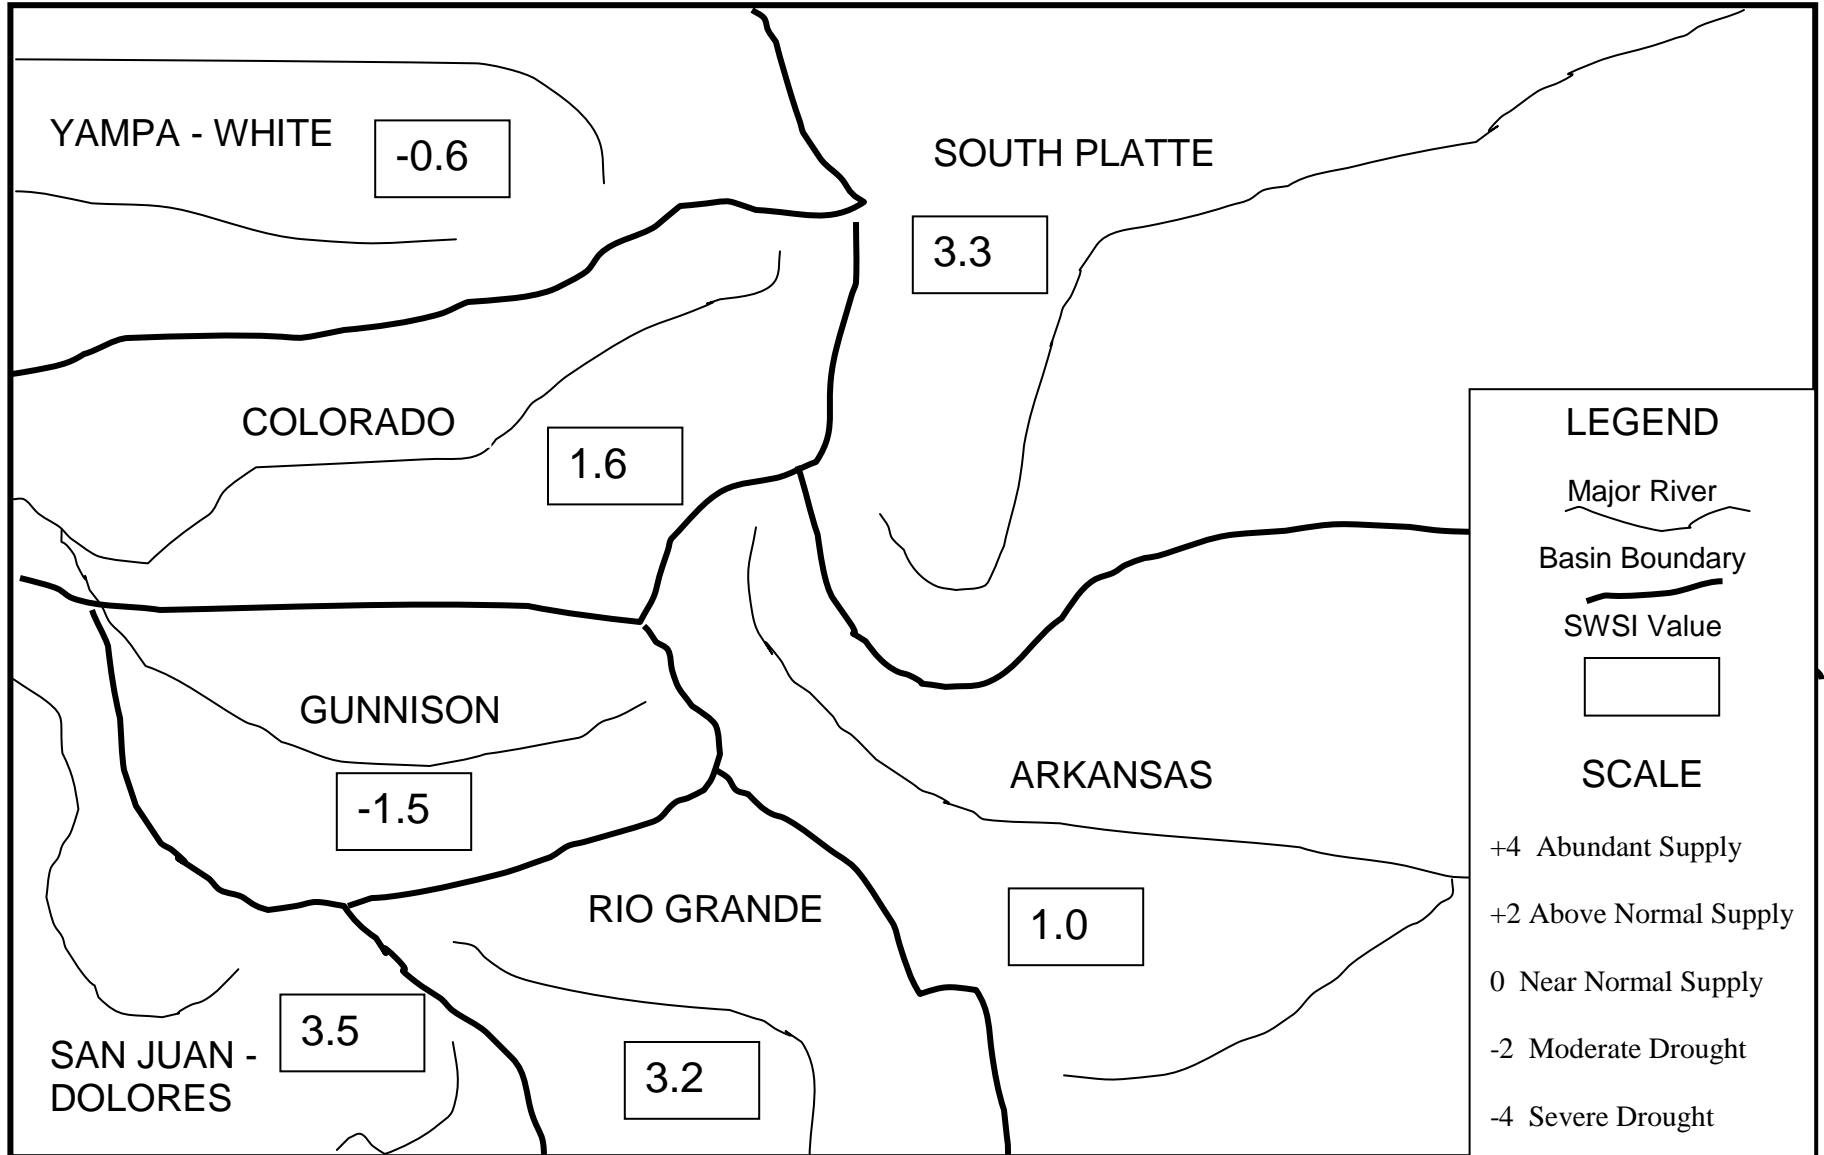 YAMPA - WHITE
-0.6
SOUTH PLATTE
3.3
COLORADO
1.6
GUNNISON
-1.5
ARKANSAS
1.0
RIO GRANDE
3.2
SAN JUAN -
DOLORES
3.5
LEGEND
Major River
Basin Boundary
SWSI Value
SCALE
+4 Abundant Supply
+2 Above Normal Supply
0 Near Normal Supply
-2 Moderate Drought
-4 Severe Drought